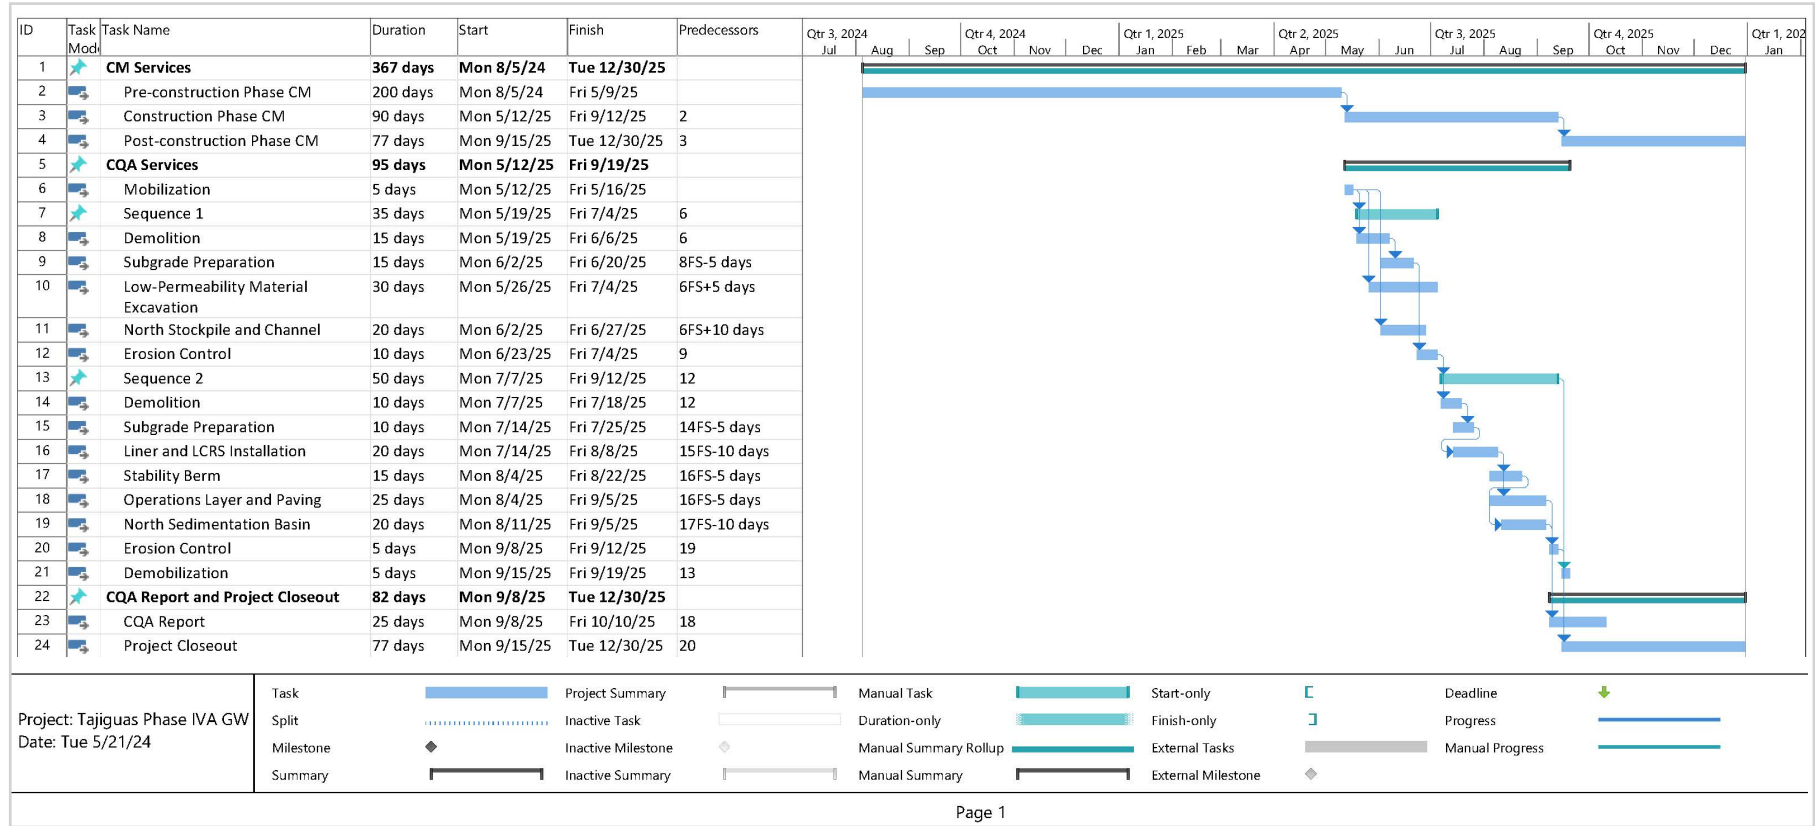 ID Task Mode Task Name Duration Start Finish Predecessors
Qtr 3, 2024 Qtr 4, 2024 Qtr 1, 2025 Qtr 2, 2025 Qtr 3, 2025 Qtr 4, 2025 Qtr 1, 202
Jul Aug Sep Oct Nov Dec Jan Feb Mar Apr May Jun Jul Aug Sep Oct Nov Dec Jan
1 CM Services 367 days Mon 8/5/24 Tue 12/30/25
2 Pre-construction Phase CM 200 days Mon 8/5/24 Fri 5/9/25
3 Construction Phase CM 90 days Mon 5/12/25 Fri 9/12/25 2
4 Post-construction Phase CM 77 days Mon 9/15/25 Tue 12/30/25 3
5 CQA Services 95 days Mon 5/12/25 Fri 9/19/25
6 Mobilization 5 days Mon 5/12/25 Fri 5/16/25
7 Sequence 1 35 days Mon 5/19/25 Fri 7/4/25 6
8 Demolition 15 days Mon 5/19/25 Fri 6/6/25 6
9 Subgrade Preparation 15 days Mon 6/2/25 Fri 6/20/25 8FS-5 days
10 Low-Permeability Material 30 days Mon 5/26/25 Fri 7/4/25 6FS+5 days
Excavation
11 North Stockpile and Channel 20 days Mon 6/2/25 Fri 6/27/25 6FS+10 days
12 Erosion Control 10 days Mon 6/23/25 Fri 7/4/25 9
13 Sequence 2 50 days Mon 7/7/25 Fri 9/12/25 12
14 Demolition 10 days Mon 7/7/25 Fri 7/18/25 12
15 Subgrade Preparation 10 days Mon 7/14/25 Fri 7/25/25 14FS-5 days
16 Liner and LCRS Installation 20 days Mon 7/14/25 Fri 8/8/25 15FS-10 days
17 Stability Berm 15 days Mon 8/4/25 Fri 8/22/25 16FS-5 days
18 Operations Layer and Paving 25 days Mon 8/4/25 Fri 9/5/25 16FS-5 days
19 North Sedimentation Basin 20 days Mon 8/11/25 Fri 9/5/25 17FS-10 days
20 Erosion Control 5 days Mon 9/8/25 Fri 9/12/25 19
21 Demobilization 5 days Mon 9/15/25 Fri 9/19/25 13
22 CQA Report and Project Closeout 82 days Mon 9/8/25 Tue 12/30/25
23 CQA Report 25 days Mon 9/8/25 Fri 10/10/25 18
24 Project Closeout 77 days Mon 9/15/25 Tue 12/30/25 20
Project: Tajiguas Phase IVA GW
Date: Tue 5/21/24
Task Project Summary Manual Task Start-only Deadline
Split Inactive Task Duration-only Finish-only Progress
Milestone Inactive Milestone Manual Summary Rollup External Tasks Manual Progress
Summary Inactive Summary Manual Summary External Milestone
Page 1